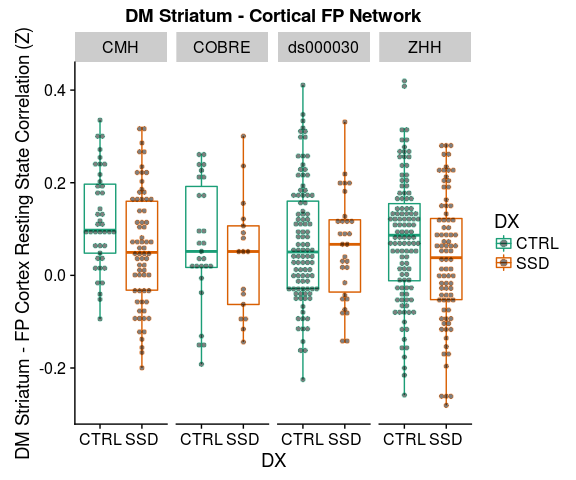 DM Striatum - Cortical FP Network
CMH COBRE ds000030 ZHH
DM Striatum - FP Cortex Resting State Correlation (Z)
0.4
0.2
0.0
-0.2
CTRL SSD CTRL SSD CTRL SSD CTRL SSD
DX
DX
CTRL
SSD